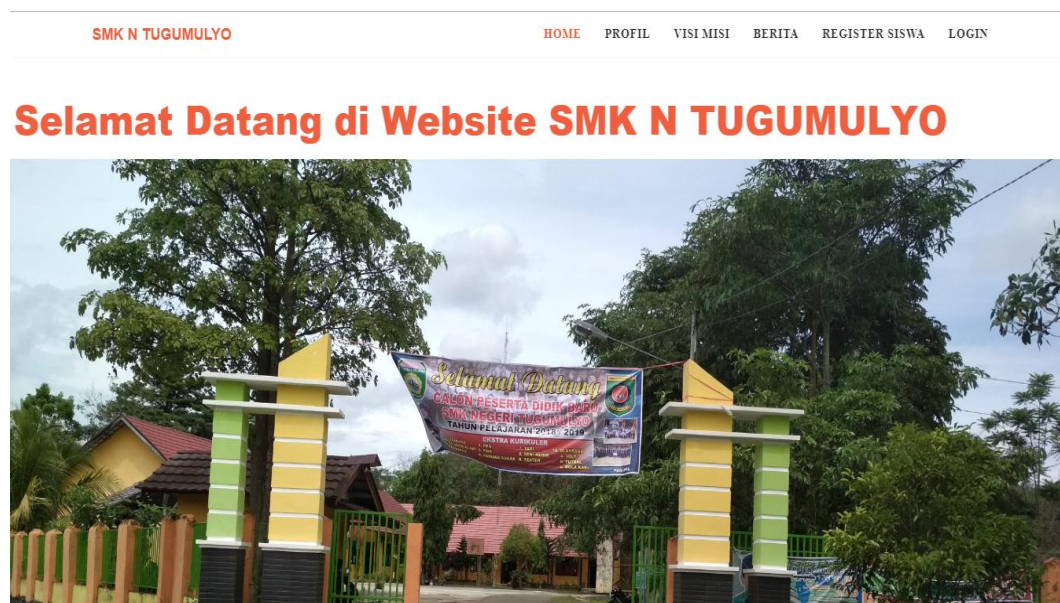 SMK N TUGUMULYO
HOME PROFIL VISI MISI BERITA REGISTER SISWA LOGIN
Selamat Datang di Website SMK N TUGUMULYO
Selamat Datang
CALON PESERTA DIDIK BARU
SMK NEGERI TUGUMULYO
TAHUN PELAJARAN 2018 / 2019
EKSTRA KURIKULER